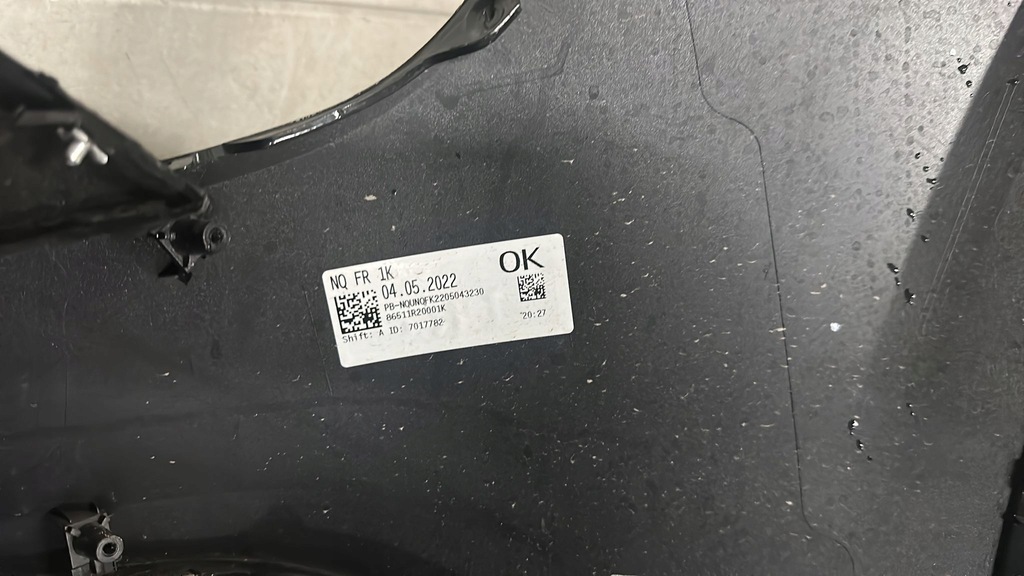 NQ FR 1K
OK
04.05.2022
PB-NQUNQFK2205043230
86511R20001K
Shift: A ID: 7017782
20:27